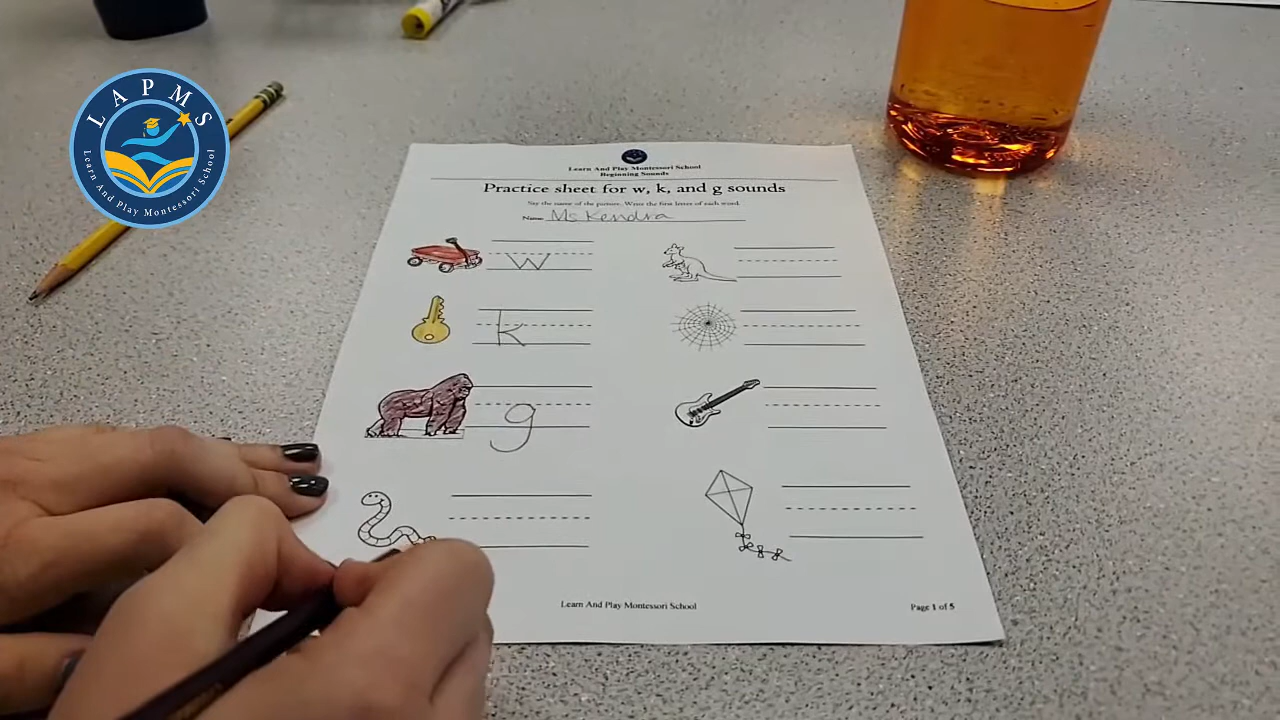 LAPMS
Learn And Play Montessori School
Learn And Play Montessori School
Beginning Sounds
Practice sheet for w, k, and g sounds
Say the name of the picture. Write the first letter of each word.
Name: Ms Kendra
w
k
g
Learn And Play Montessori School
Page 1 of 5